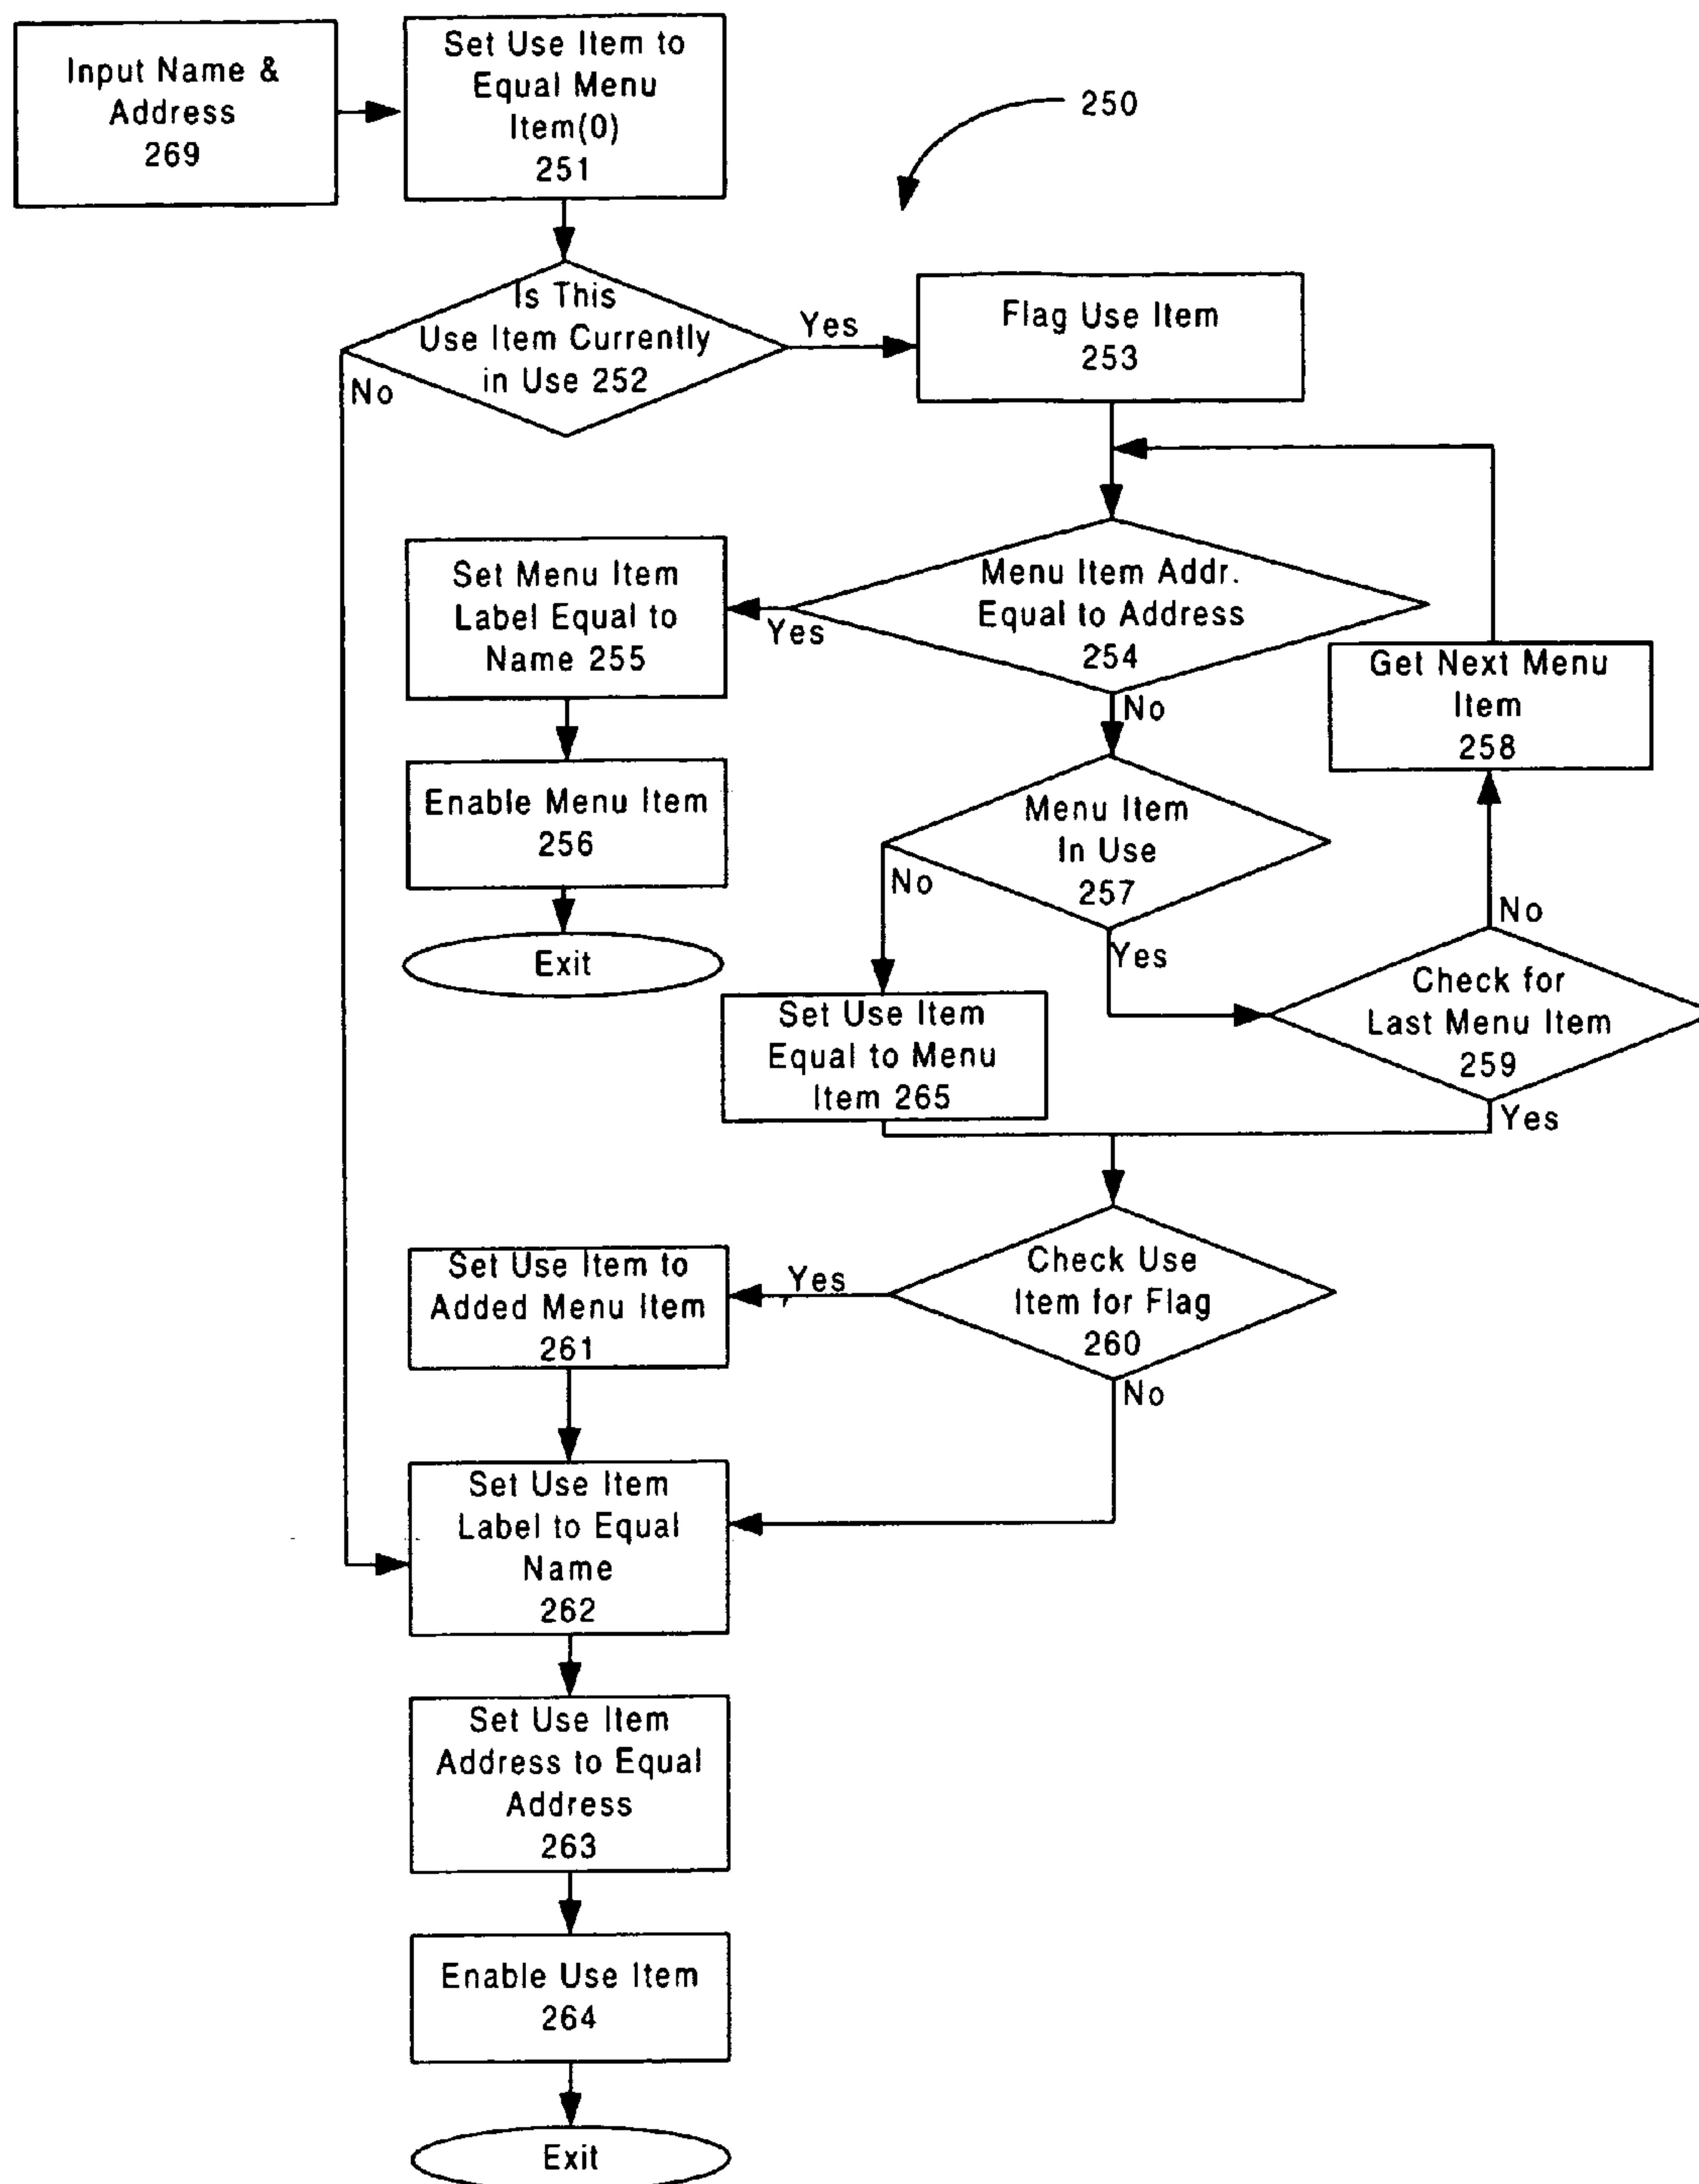 Input Name &
Address
269
Set Use Item to
Equal Menu
Item(0)
251
250
Is This
Use Item Currently
in Use 252
Yes
No
Flag Use Item
253
Set Menu Item
Label Equal to
Name 255
Yes
Menu Item Addr.
Equal to Address
254
No
Get Next Menu
Item
258
Enable Menu Item
256
Exit
Menu Item
In Use
257
No
Yes
No
Check for
Last Menu Item
259
Yes
Set Use Item
Equal to Menu
Item 265
Set Use Item to
Added Menu Item
261
Yes
Check Use
Item for Flag
260
No
Set Use Item
Label to Equal
Name
262
Set Use Item
Address to Equal
Address
263
Enable Use Item
264
Exit